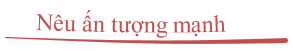 Nêu ấn tượng mạnh